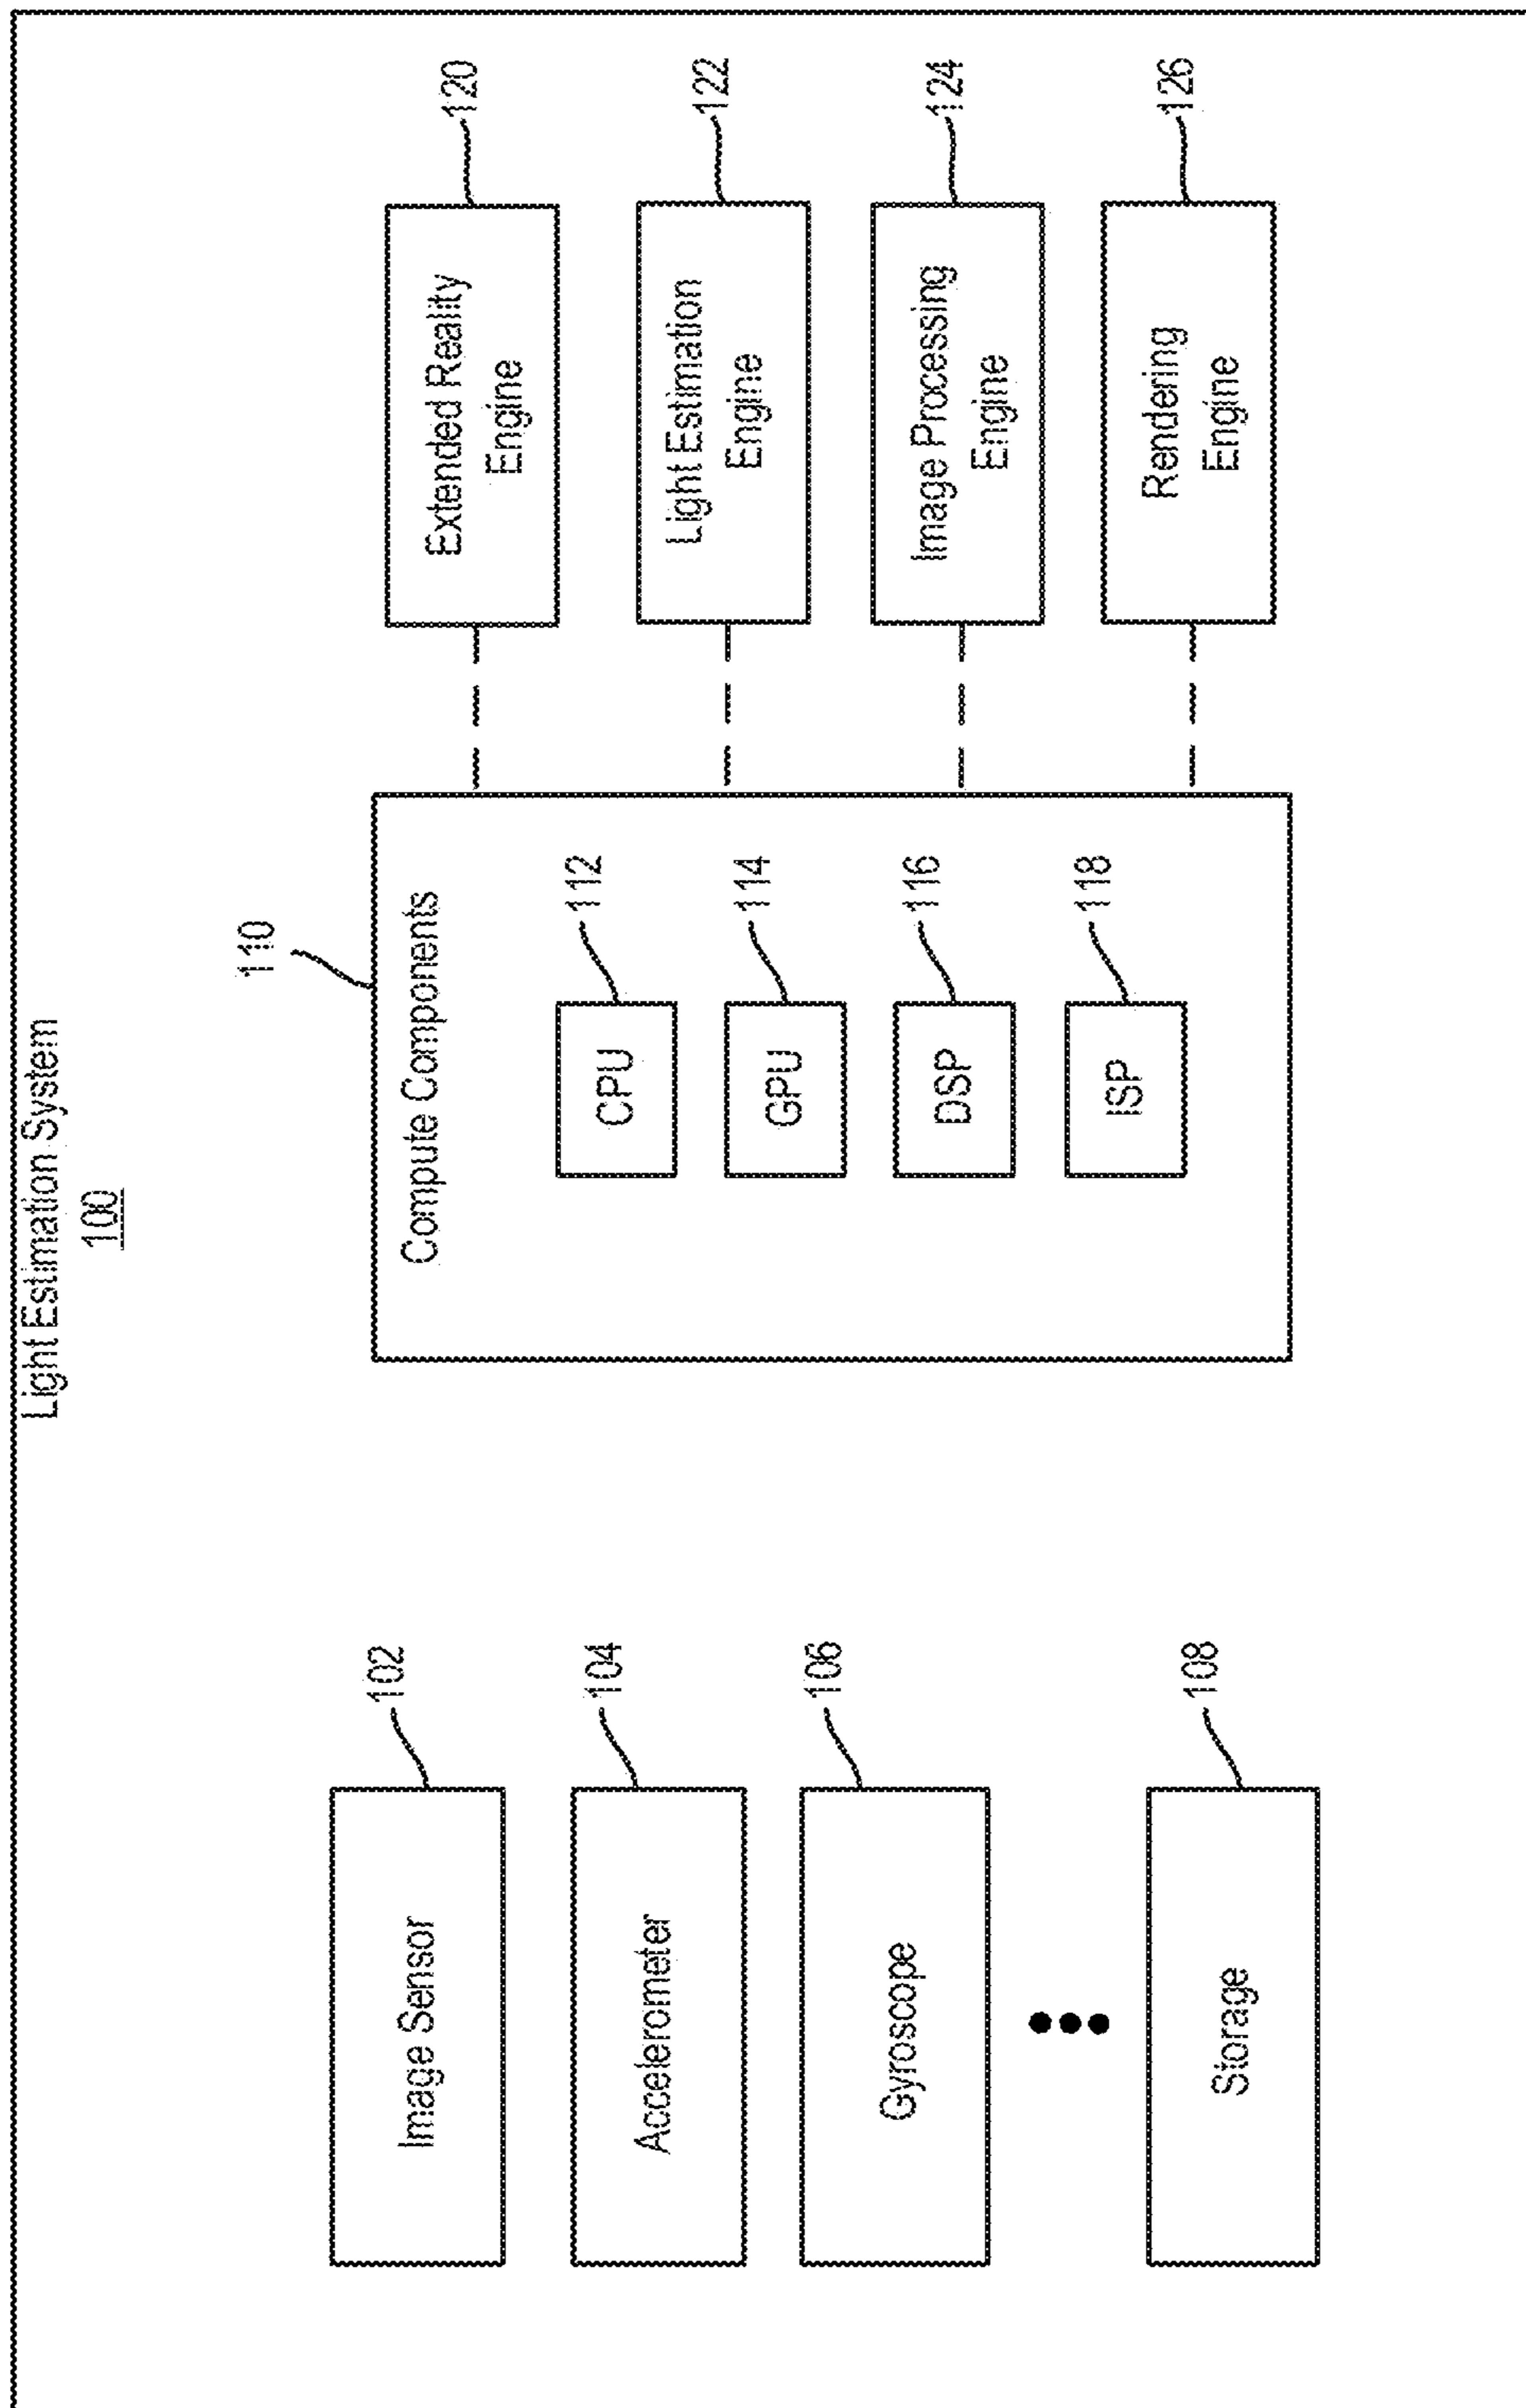 Light Estimation System
100
102
Image Sensor
104
Accelerometer
106
Gyroscope
108
Storage
110
Compute Components
112
CPU
114
GPU
116
DSP
118
ISP
120
Extended Reality
Engine
122
Light Estimation
Engine
124
Image Processing
Engine
126
Rendering
Engine